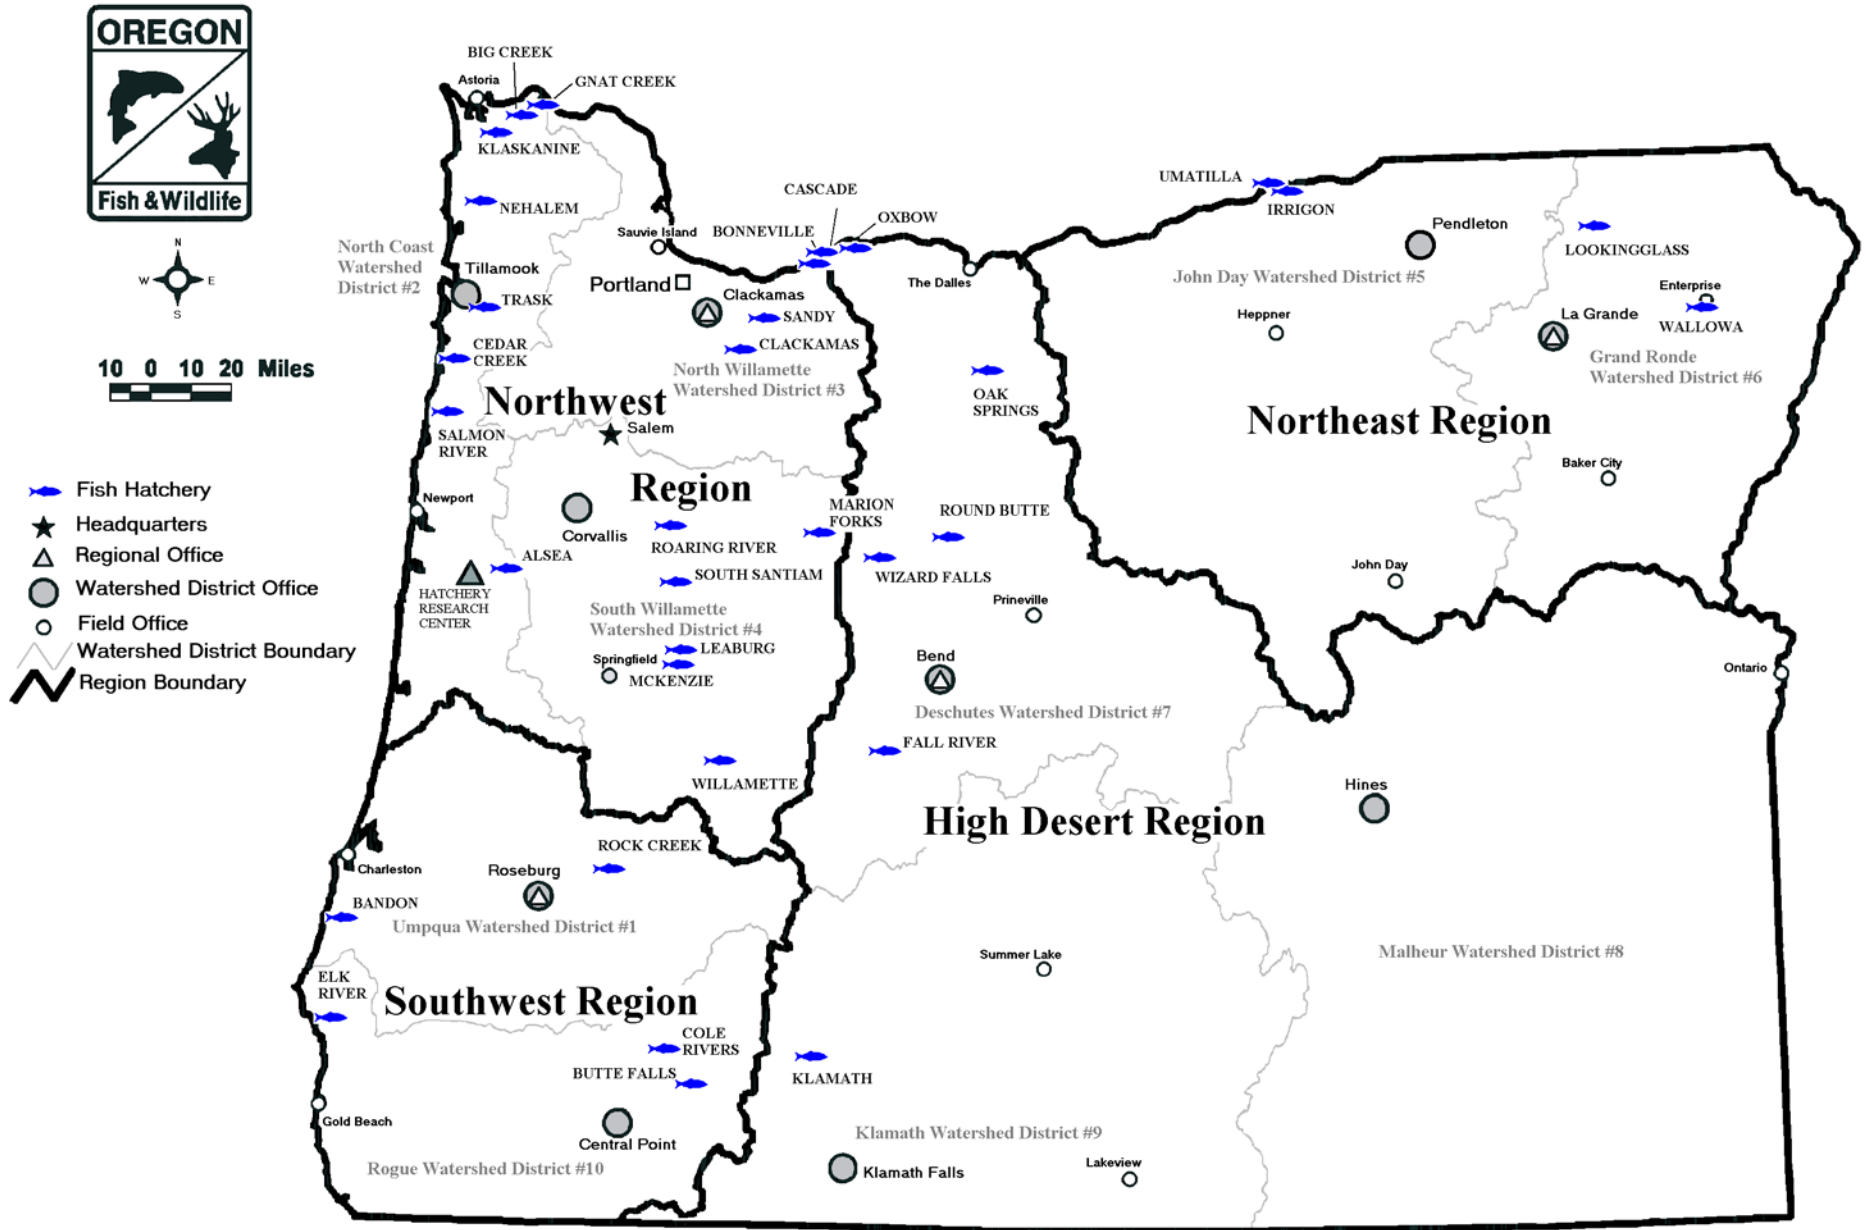 OREGON
Fish & Wildlife
N
W
E
S
10 0 10 20 Miles
Fish Hatchery
Headquarters
Regional Office
Watershed District Office
Field Office
Watershed District Boundary
Region Boundary
BIG CREEK
Astoria
GNAT CREEK
KLASKANINE
NEHALEM
North Coast
Watershed
District #2
Tillamook
TRASK
CEDAR
CREEK
SALMON
RIVER
Newport
ALSEA
HATCHERY
RESEARCH
CENTER
Sauvie Island
Portland
Clackamas
SANDY
CLACKAMAS
North Willamette
Watershed District #3
CASCADE
BONNEVILLE
OXBOW
Northwest
Salem
Region
Corvallis
ROARING RIVER
SOUTH SANTIAM
MARION
FORKS
South Willamette
Watershed District #4
LEABURG
Springfield
MCKENZIE
WILLAMETTE
The Dalles
OAK
SPRINGS
ROUND BUTTE
WIZARD FALLS
Prineville
Bend
Deschutes Watershed District #7
FALL RIVER
High Desert Region
UMATILLA
IRRIGON
Pendleton
John Day Watershed District #5
Heppner
LOOKINGGLASS
Enterprise
WALLOWA
La Grande
Grand Ronde
Watershed District #6
Northeast Region
Baker City
John Day
Ontario
Hines
Malheur Watershed District #8
ROCK CREEK
Charleston
Roseburg
BANDON
Umpqua Watershed District #1
ELK
RIVER
Southwest Region
COLE
RIVERS
BUTTE FALLS
Gold Beach
Central Point
Rogue Watershed District #10
Summer Lake
KLAMATH
Klamath Watershed District #9
Klamath Falls
Lakeview